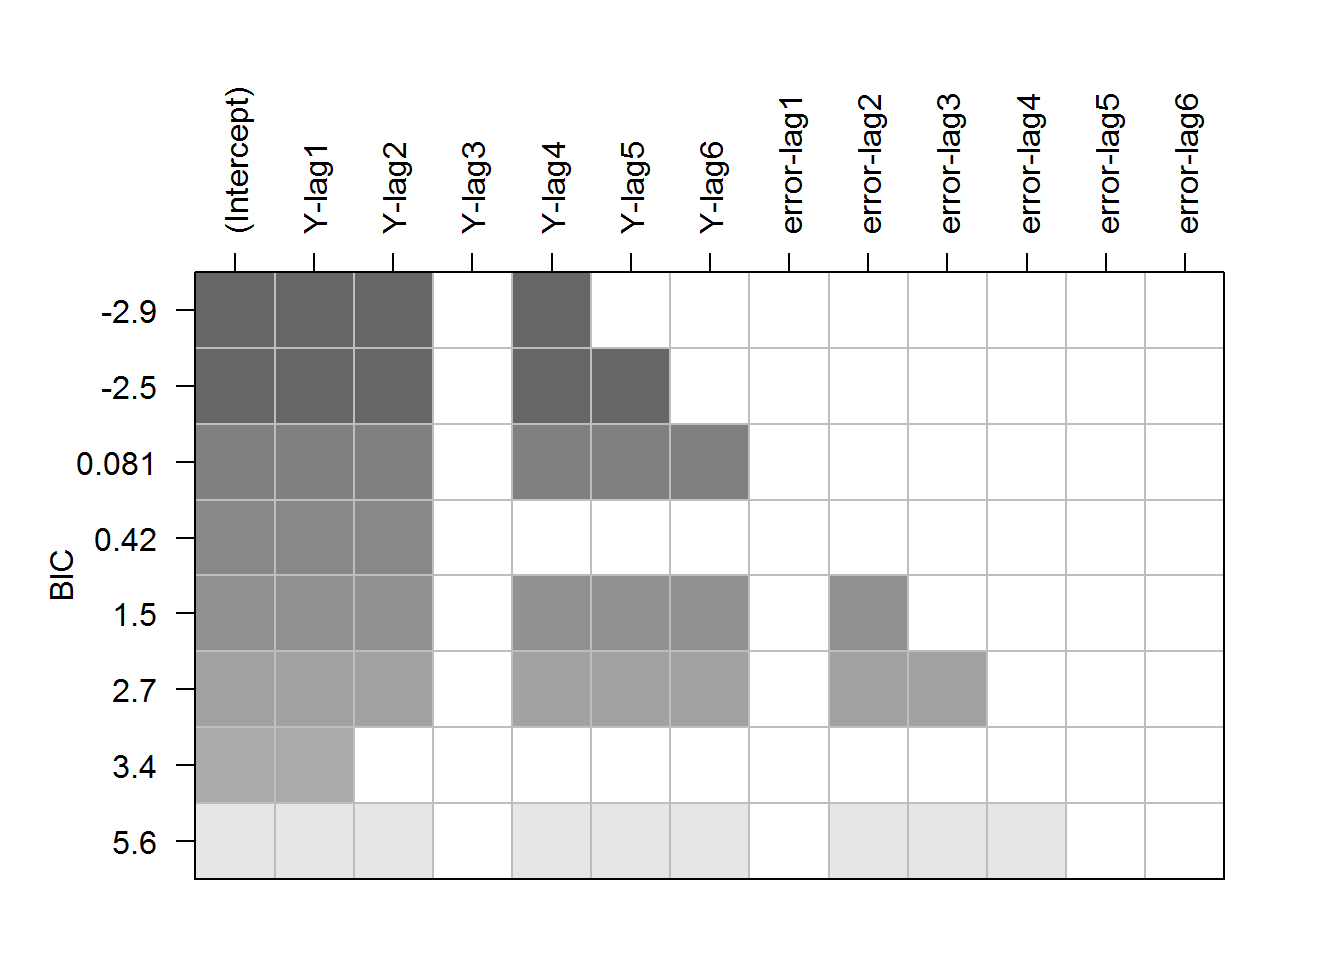 (Intercept)
Y-lag1
Y-lag2
Y-lag3
Y-lag4
Y-lag5
Y-lag6
error-lag1
error-lag2
error-lag3
error-lag4
error-lag5
error-lag6
BIC
-2.9
-2.5
0.081
0.42
1.5
2.7
3.4
5.6